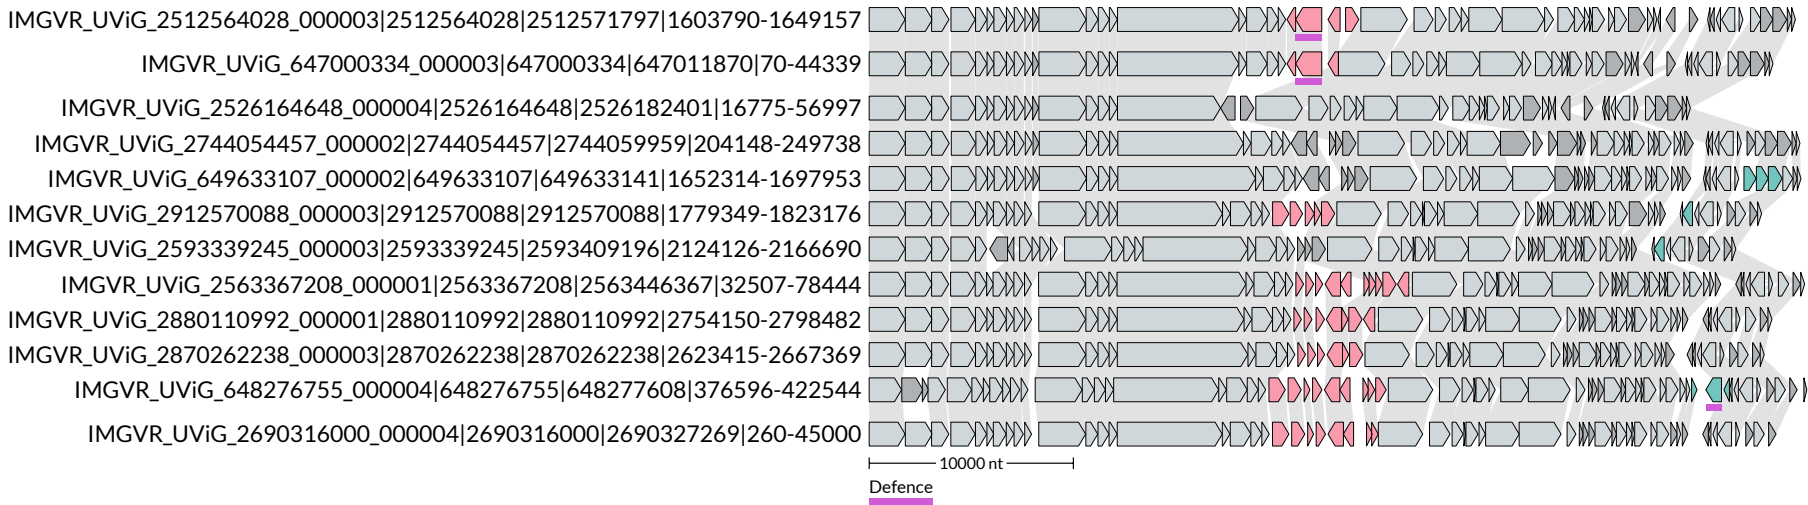 IMGVR_UViG_2512564028_000003|2512564028|2512571797|1603790-1649157
IMGVR_UViG_647000334_000003|647000334|647011870|70-44339
IMGVR_UViG_2526164648_000004|2526164648|2526182401|16775-56997
IMGVR_UViG_2744054457_000002|2744054457|2744059959|204148-249738
IMGVR_UViG_649633107_000002|649633107|649633141|1652314-1697953
IMGVR_UViG_2912570088_000003|2912570088|2912570088|1779349-1823176
IMGVR_UViG_2593339245_000003|2593339245|2593409196|2124126-2166690
IMGVR_UViG_2563367208_000001|2563367208|2563446367|32507-78444
IMGVR_UViG_2880110992_000001|2880110992|2880110992|2754150-2798482
IMGVR_UViG_2870262238_000003|2870262238|2870262238|2623415-2667369
IMGVR_UViG_648276755_000004|648276755|648277608|376596-422544
IMGVR_UViG_2690316000_000004|2690316000|2690327269|260-45000
10000 nt
Defence